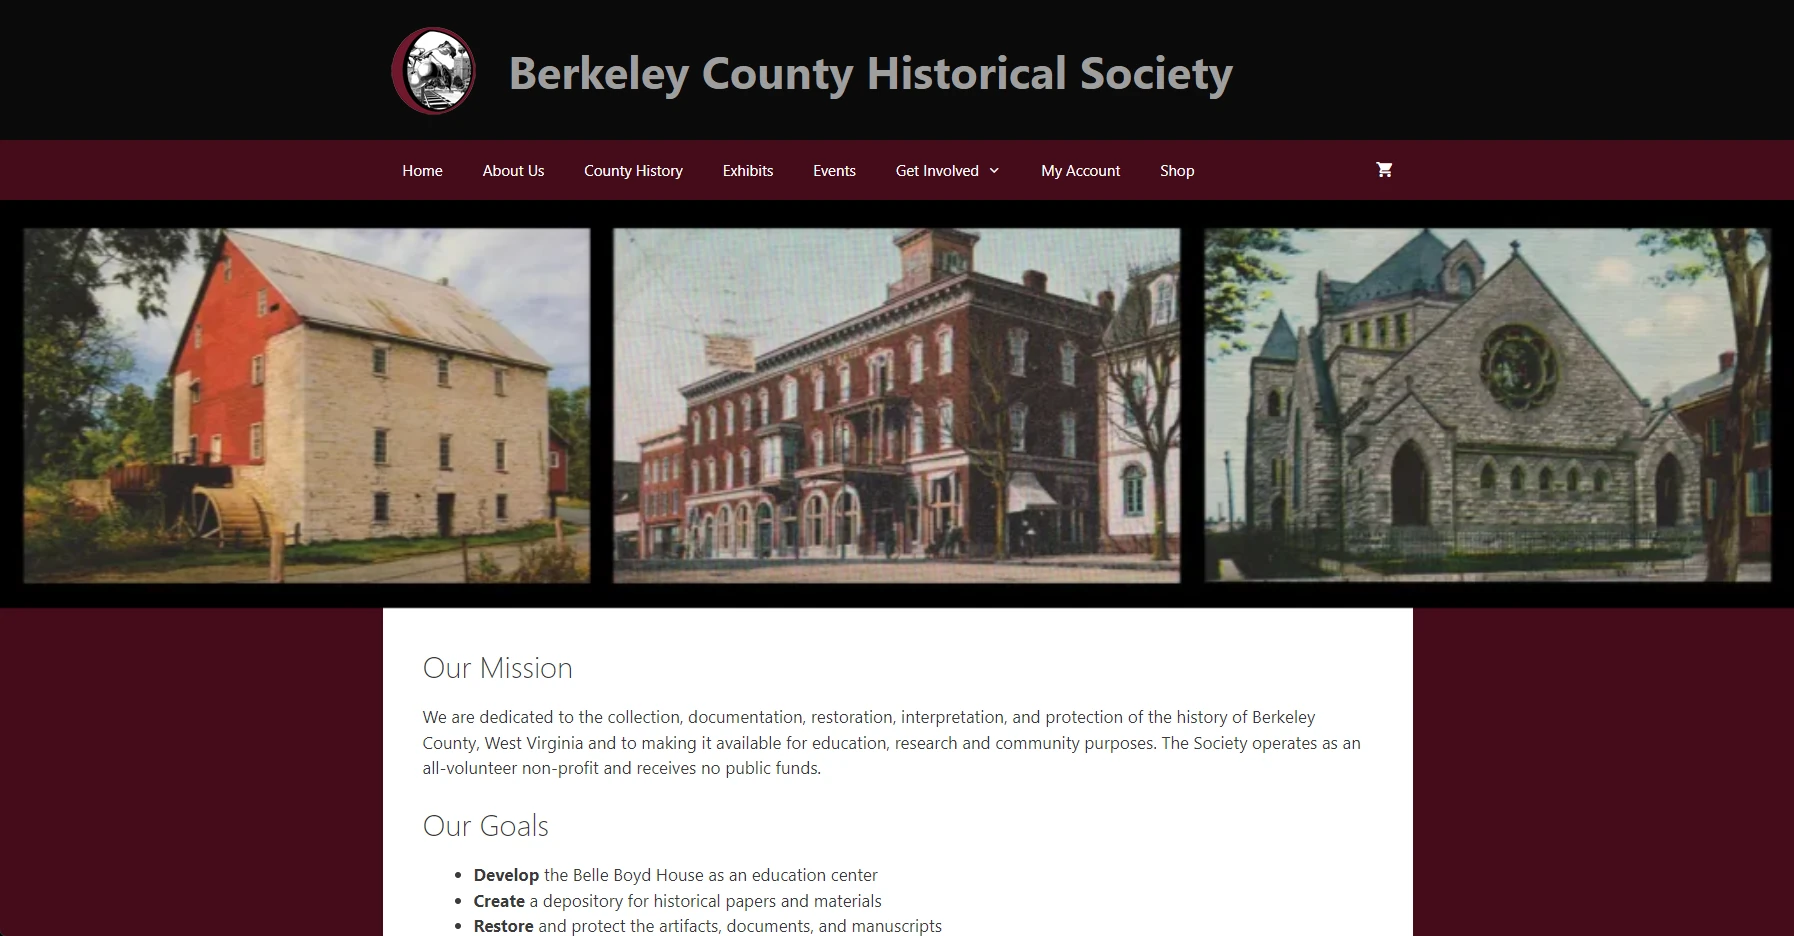 Berkeley County Historical Society
Home About Us County History Exhibits Events Get Involved My Account Shop
Our Mission
We are dedicated to the collection, documentation, restoration, interpretation, and protection of the history of Berkeley
County, West Virginia and to making it available for education, research and community purposes. The Society operates as an
all-volunteer non-profit and receives no public funds.
Our Goals
• Develop the Belle Boyd House as an education center
• Create a depository for historical papers and materials
• Restore and protect the artifacts, documents, and manuscripts